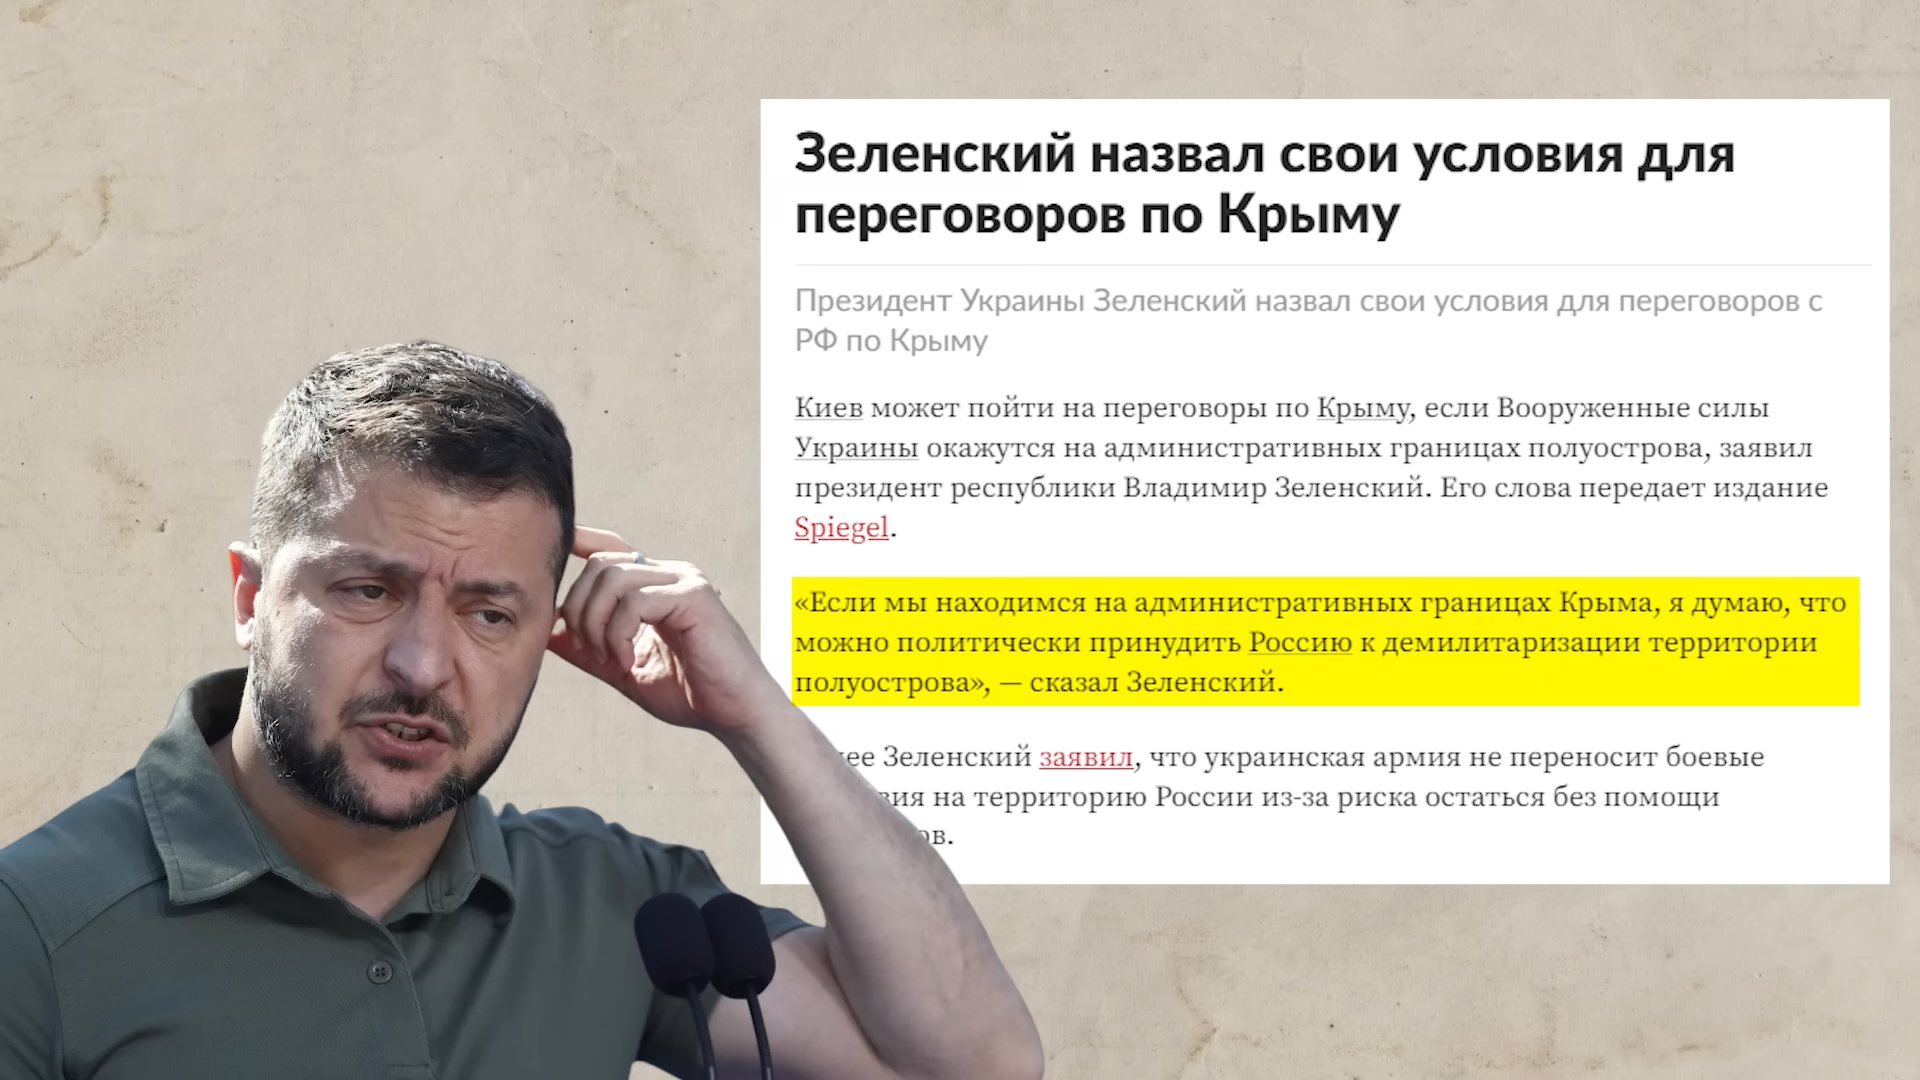 Зеленский назвал свои условия для
переговоров по Крыму
Президент Украины Зеленский назвал свои условия для переговоров с
РФ по Крыму
Киев может пойти на переговоры по Крыму, если Вооруженные силы
Украины окажутся на административных границах полуострова, заявил
президент республики Владимир Зеленский. Его слова передает издание
Spiegel.
«Если мы находимся на административных границах Крыма, я думаю, что
можно политически принудить Россию к демилитаризации территории
полуострова», — сказал Зеленский.
Зеленский заявил, что украинская армия не переносит боевые
на территорию России из-за риска остаться без помощи